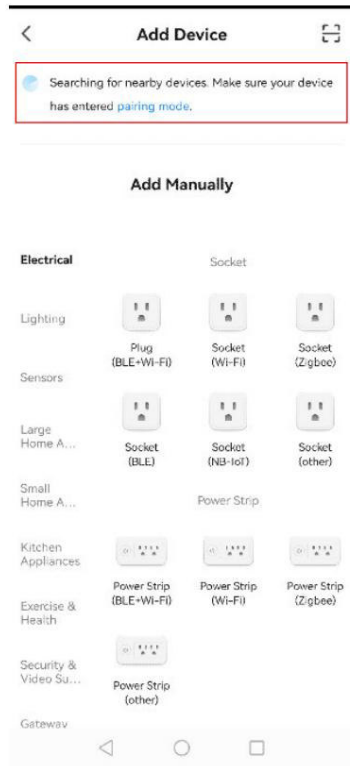 Add Device
Searching for nearby devices. Make sure your device
has entered pairing mode.
Add Manually
Electrical
Lighting
Sensors
Large
Home A...
Small
Home A...
Kitchen
Appliances
Exercise &
Health
Security &
Video Su...
Gateway
Socket
Plug
(BLE+Wi-Fi)
Socket
(Wi-Fi)
Socket
(Zigbee)
Socket
(BLE)
Socket
(NB-IoT)
Socket
(other)
Power Strip
Power Strip
(BLE+Wi-Fi)
Power Strip
(Wi-Fi)
Power Strip
(Zigbee)
Power Strip
(other)